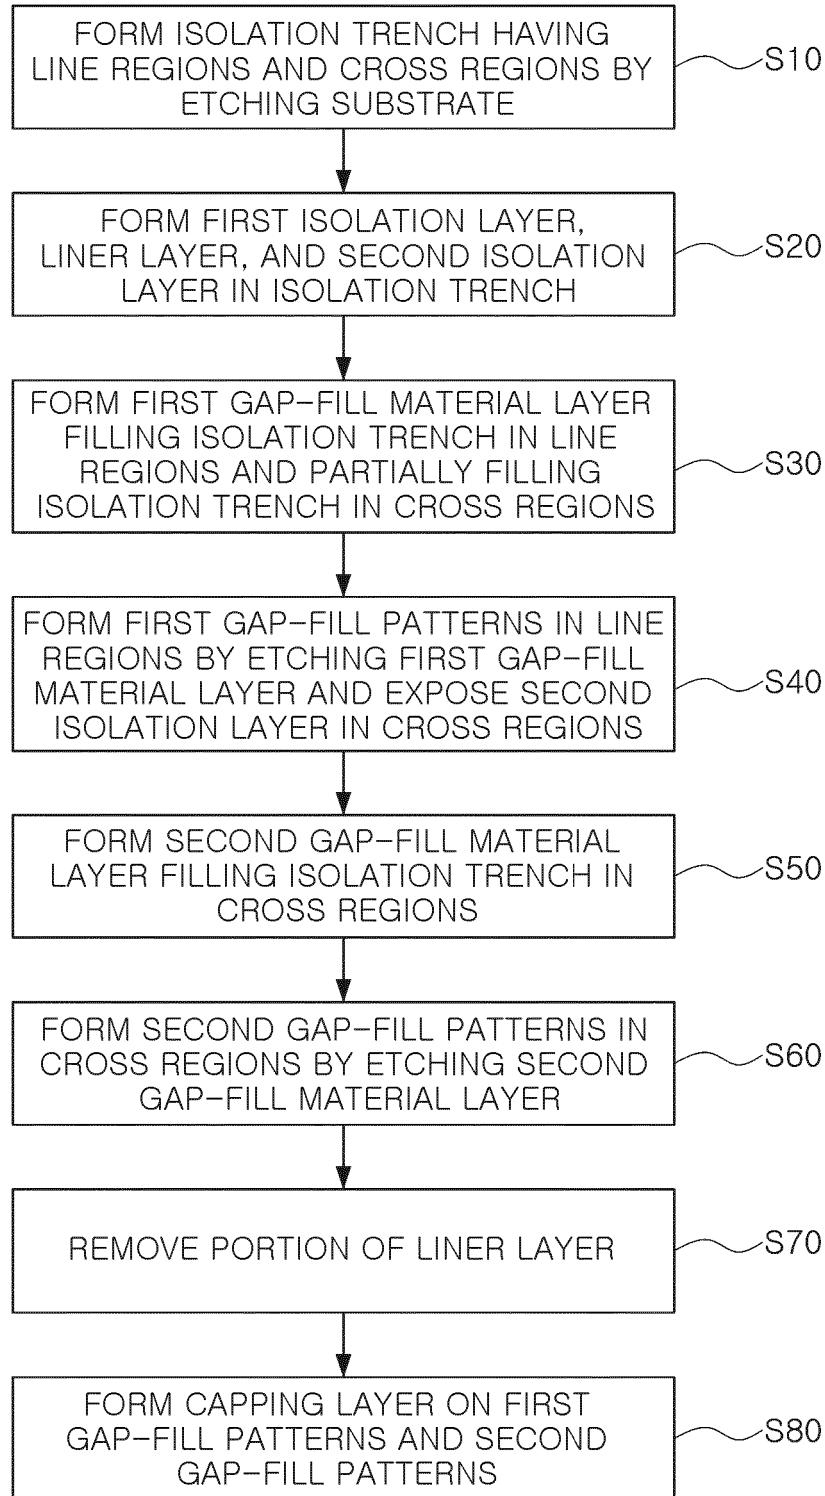 FORM ISOLATION TRENCH HAVING
LINE REGIONS AND CROSS REGIONS BY
ETCHING SUBSTRATE
S10
FORM FIRST ISOLATION LAYER,
LINER LAYER, AND SECOND ISOLATION
LAYER IN ISOLATION TRENCH
S20
FORM FIRST GAP-FILL MATERIAL LAYER
FILLING ISOLATION TRENCH IN LINE
REGIONS AND PARTIALLY FILLING
ISOLATION TRENCH IN CROSS REGIONS
S30
FORM FIRST GAP-FILL PATTERNS IN LINE
REGIONS BY ETCHING FIRST GAP-FILL
MATERIAL LAYER AND EXPOSE SECOND
ISOLATION LAYER IN CROSS REGIONS
S40
FORM SECOND GAP-FILL MATERIAL
LAYER FILLING ISOLATION TRENCH IN
CROSS REGIONS
S50
FORM SECOND GAP-FILL PATTERNS IN
CROSS REGIONS BY ETCHING SECOND
GAP-FILL MATERIAL LAYER
S60
REMOVE PORTION OF LINER LAYER
S70
FORM CAPPING LAYER ON FIRST
GAP-FILL PATTERNS AND SECOND
GAP-FILL PATTERNS
S80